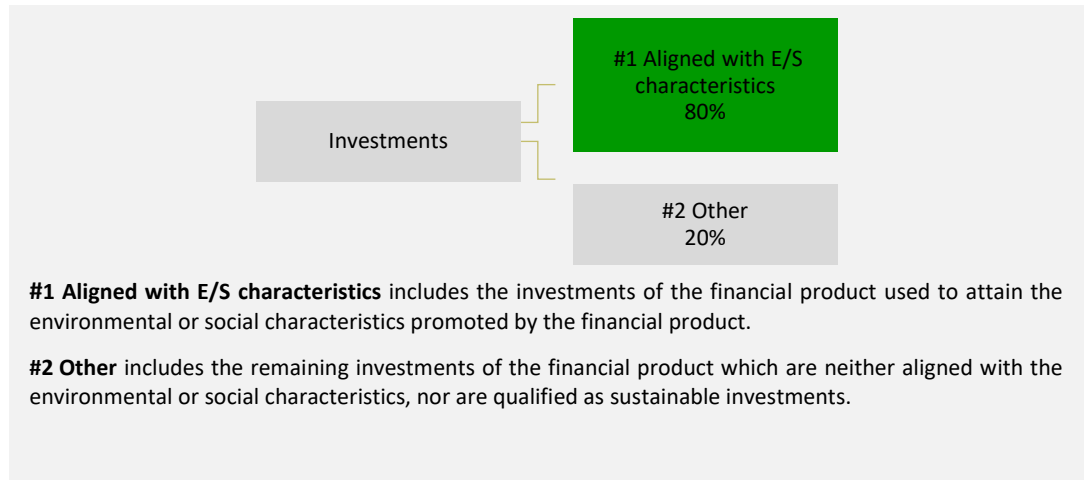 #1 Aligned with E/S
characteristics
80%
Investments
#2 Other
20%
#1 Aligned with E/S characteristics includes the investments of the financial product used to attain the
environmental or social characteristics promoted by the financial product.
#2 Other includes the remaining investments of the financial product which are neither aligned with the
environmental or social characteristics, nor are qualified as sustainable investments.